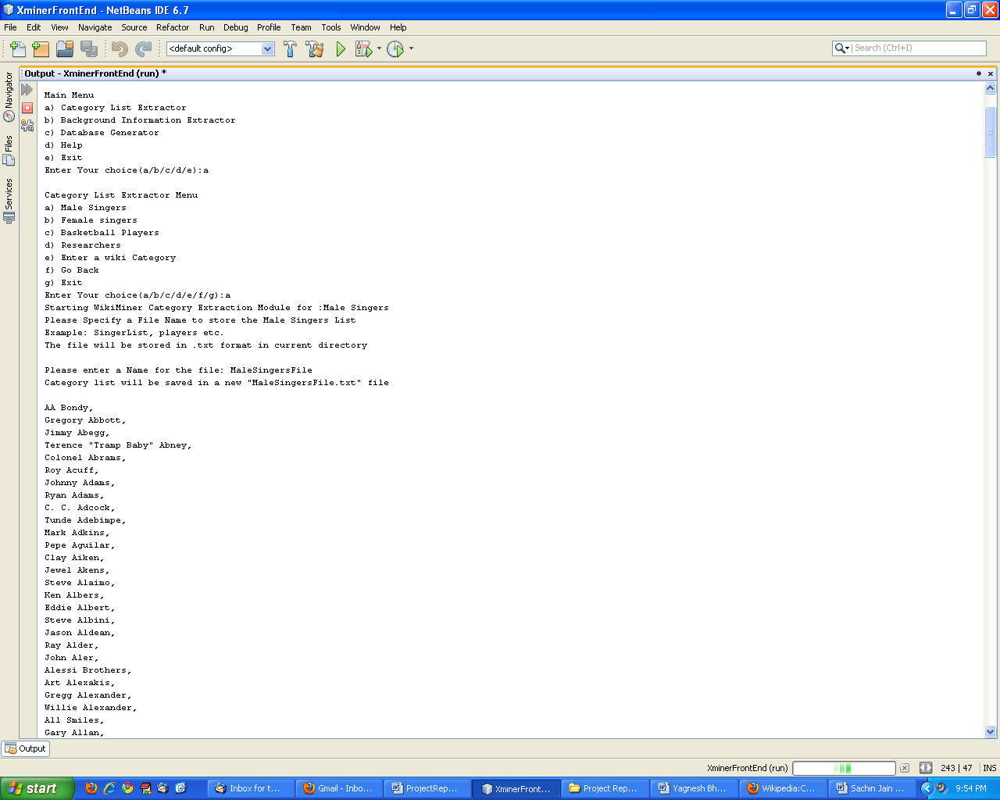 XminerFrontEnd - NetBeans IDE 6.7
File Edit View Navigate Source Refactor Run Debug Profile Team Tools Window Help
<default config>
Search (Ctrl+I)
Output - XminerFrontEnd (run) *
Navigator
Files
Services
Main Menu
a) Category List Extractor
b) Background Information Extractor
c) Database Generator
d) Help
e) Exit
Enter Your choice(a/b/c/d/e):a
Category List Extractor Menu
a) Male Singers
b) Female singers
c) Basketball Players
d) Researchers
e) Enter a wiki Category
f) Go Back
g) Exit
Enter Your choice(a/b/c/d/e/f/g):a
Starting WikiMiner Category Extraction Module for :Male Singers
Please Specify a File Name to store the Male Singers List
Example: SingerList, players etc.
The file will be stored in .txt format in current directory
Please enter a Name for the file: MaleSingersFile
Category list will be saved in a new "MaleSingersFile.txt" file
AA Bondy,
Gregory Abbott,
Jimmy Abegg,
Terence "Tramp Baby" Abney,
Colonel Abrams,
Roy Acuff,
Johnny Adams,
Ryan Adams,
C. C. Adcock,
Tunde Adebimpe,
Mark Adkins,
Pepe Aguilar,
Clay Aiken,
Jewel Akens,
Steve Alaimo,
Ken Albers,
Eddie Albert,
Steve Albini,
Jason Aldean,
Ray Alder,
John Aler,
Alessi Brothers,
Art Alexakis,
Gregg Alexander,
Willie Alexander,
All Smiles,
Gary Allan,
Output
XminerFrontEnd (run)
243 | 47
INS
start
Inbox for t...
Gmail - Inbo...
ProjectRep...
XminerFront...
Project Rep...
Yagnesh Bh...
Wikipedia:C...
Sachin Jain ...
9:54 PM